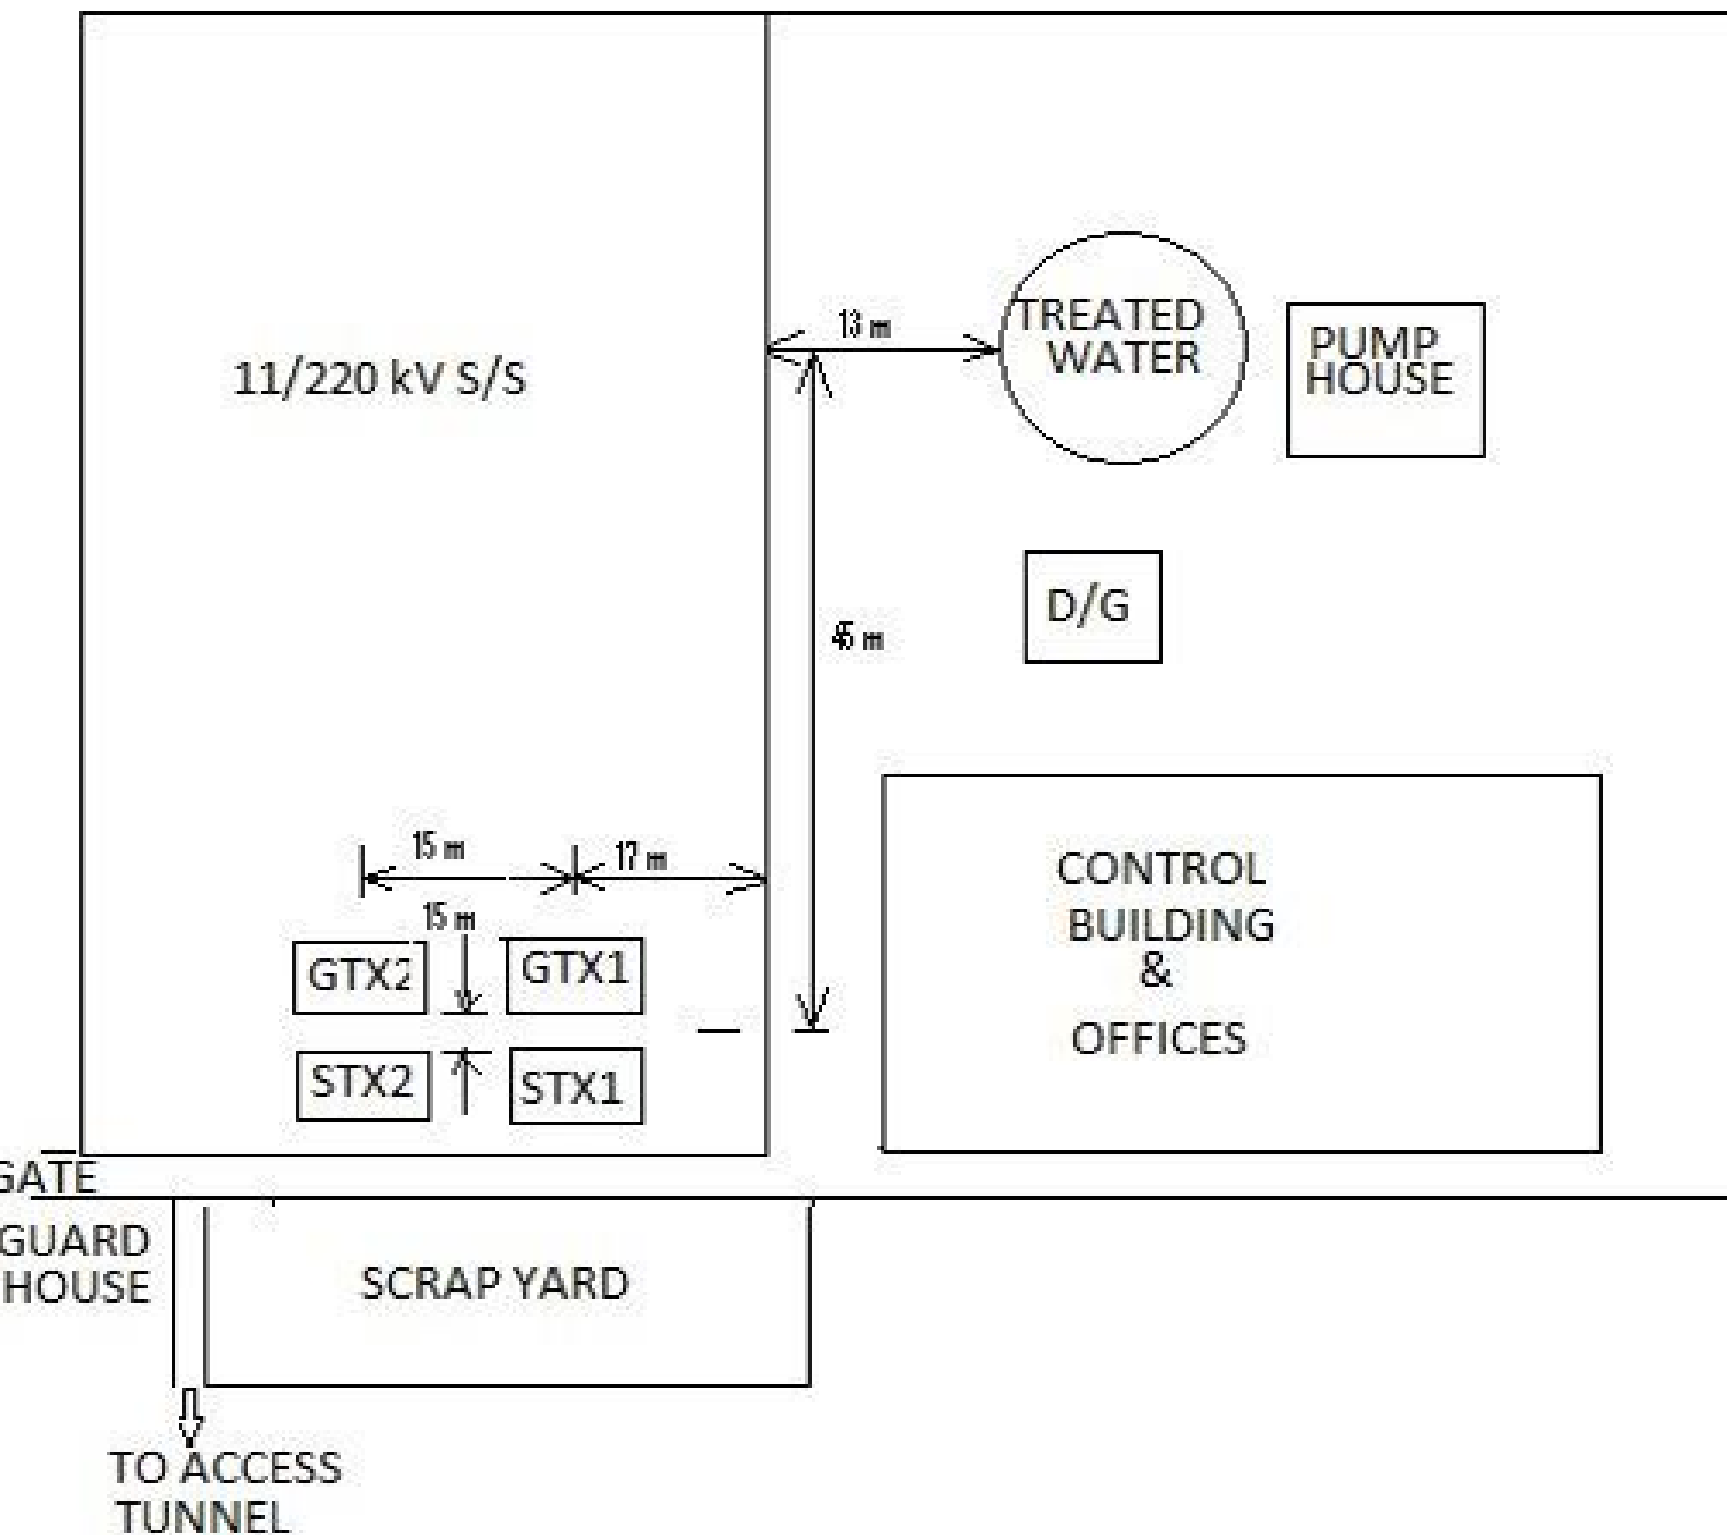 13 m
TREATED
WATER
PUMP
HOUSE
11/220 kV S/S
D/G
45 m
15 m
17 m
15 m
GTX2
GTX1
STX2
STX1
CONTROL
BUILDING
&
OFFICES
GATE
GUARD
HOUSE
SCRAP YARD
TO ACCESS
TUNNEL